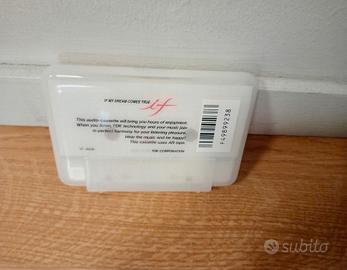 IF MY DREAM COMES TRUE if
This audio cassette will bring you hours of enjoyment.
When you listen, TDK technology and your music join
in perfect harmony for your listening pleasure.
Hear the music and be happy!
This cassette uses AR tape.
TDK CORPORATION
F49899238
subito